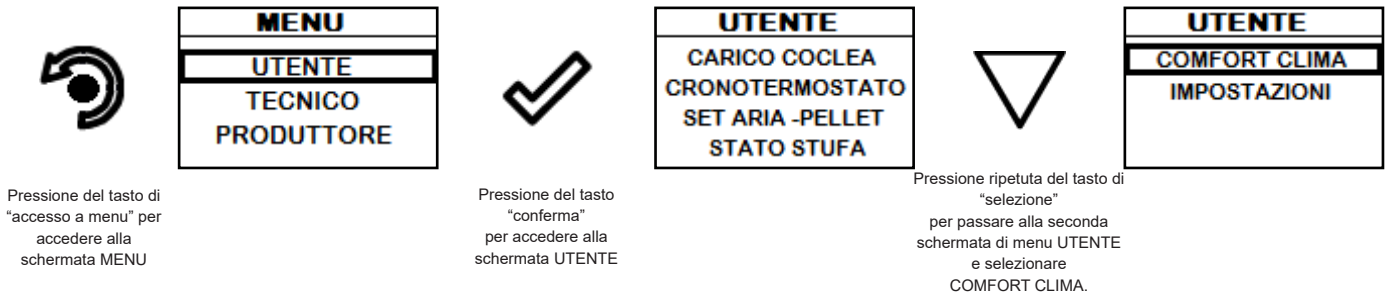 MENU
UTENTE
TECNICO
PRODUTTORE
Pressione del tasto di
“accesso a menu” per
accedere alla
schermata MENU
UTENTE
CARICO COCLEA
CRONOTERMOSTATO
SET ARIA -PELLET
STATO STUFA
Pressione del tasto
“conferma”
per accedere alla
schermata UTENTE
UTENTE
COMFORT CLIMA
IMPOSTAZIONI
Pressione ripetuta del tasto di
“selezione”
per passare alla seconda
schermata di menu UTENTE
e selezionare
COMFORT CLIMA.